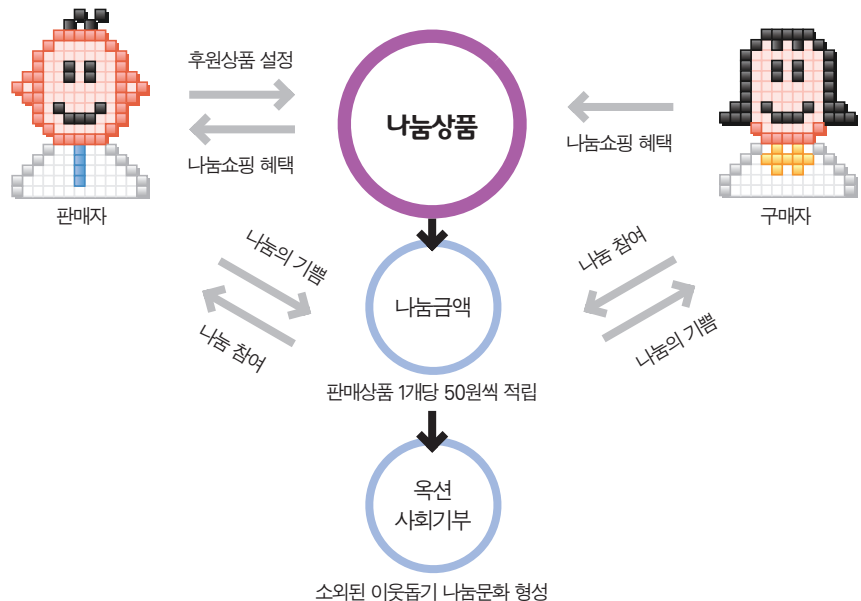 후원상품 설정
나눔상품
나눔쇼핑 혜택
나눔쇼핑 혜택
판매자
구매자
나눔의 기쁨
나눔 참여
나눔금액
나눔 참여
나눔의 기쁨
판매상품 1개당 50원씩 적립
옥션
사회기부
소외된 이웃돕기 나눔문화 형성